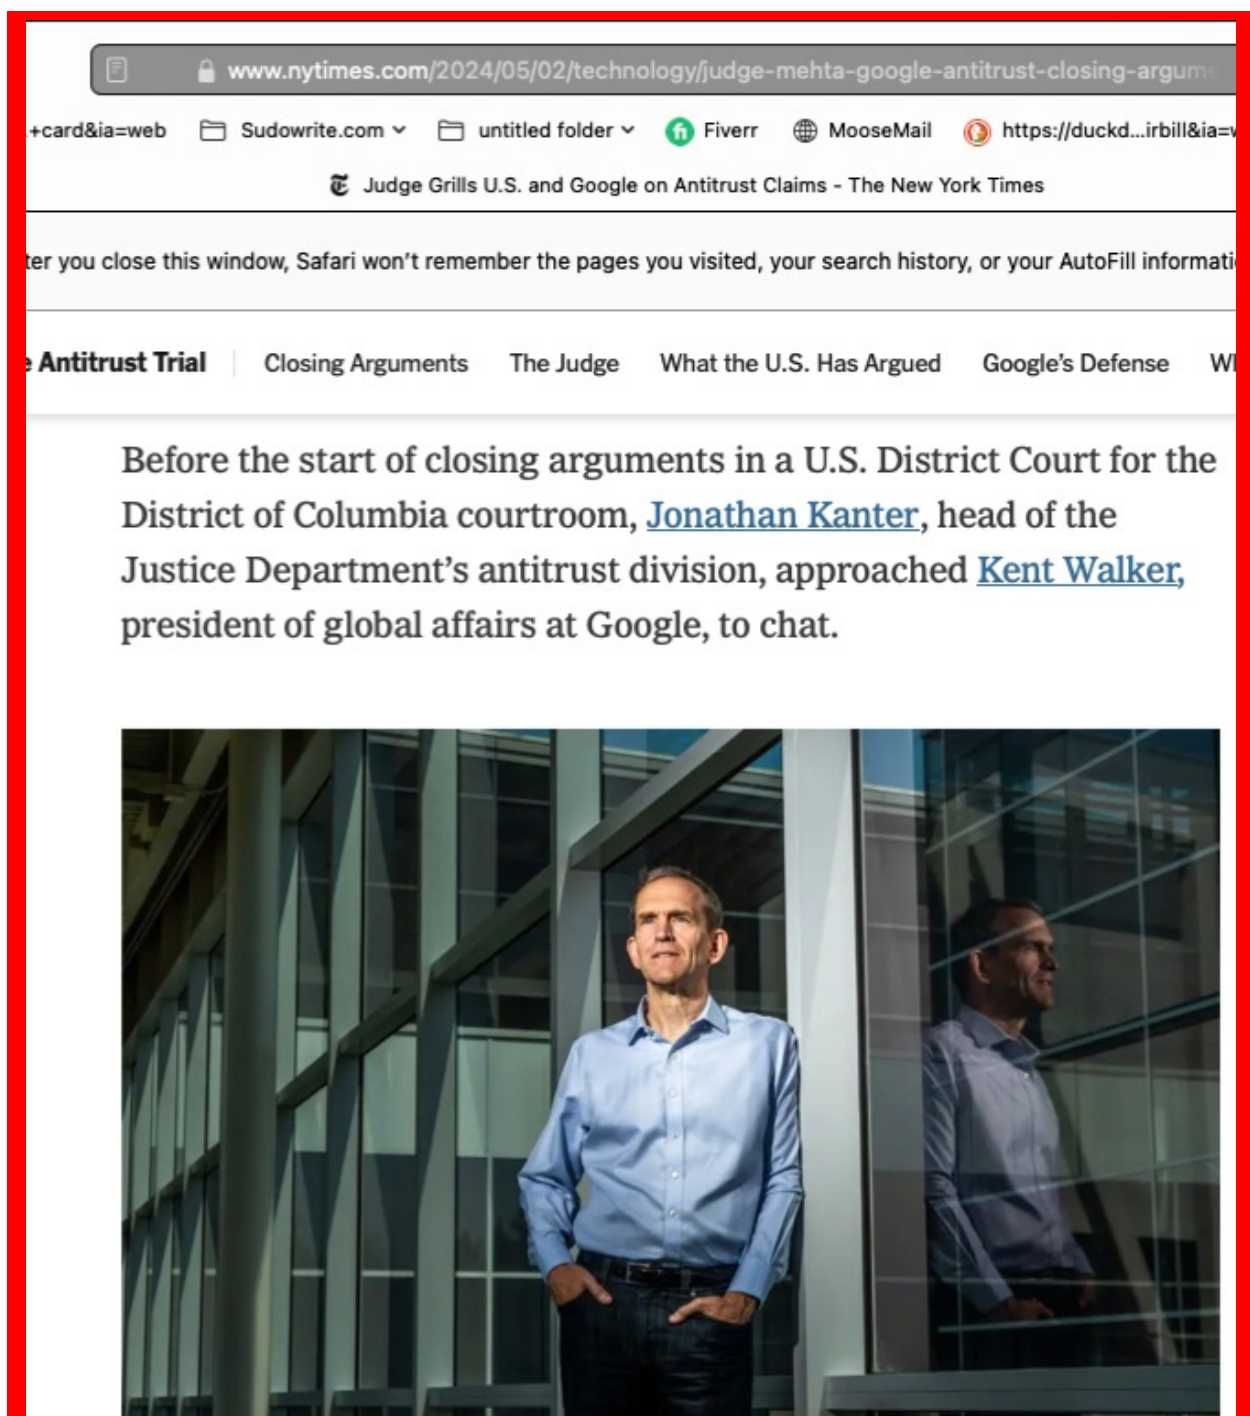 www.nytimes.com/2024/05/02/technology/judge-mehta-google-antitrust-closing-argume
.+card&ia=web Sudowrite.com untitled folder Fiverr MooseMail https://duckd...irbill&ia=
Judge Grills U.S. and Google on Antitrust Claims - The New York Times
ter you close this window, Safari won't remember the pages you visited, your search history, or your AutoFill informati
e Antitrust Trial Closing Arguments The Judge What the U.S. Has Argued Google's Defense
Before the start of closing arguments in a U.S. District Court for the
District of Columbia courtroom, Jonathan Kanter, head of the
Justice Department's antitrust division, approached Kent Walker,
president of global affairs at Google, to chat.